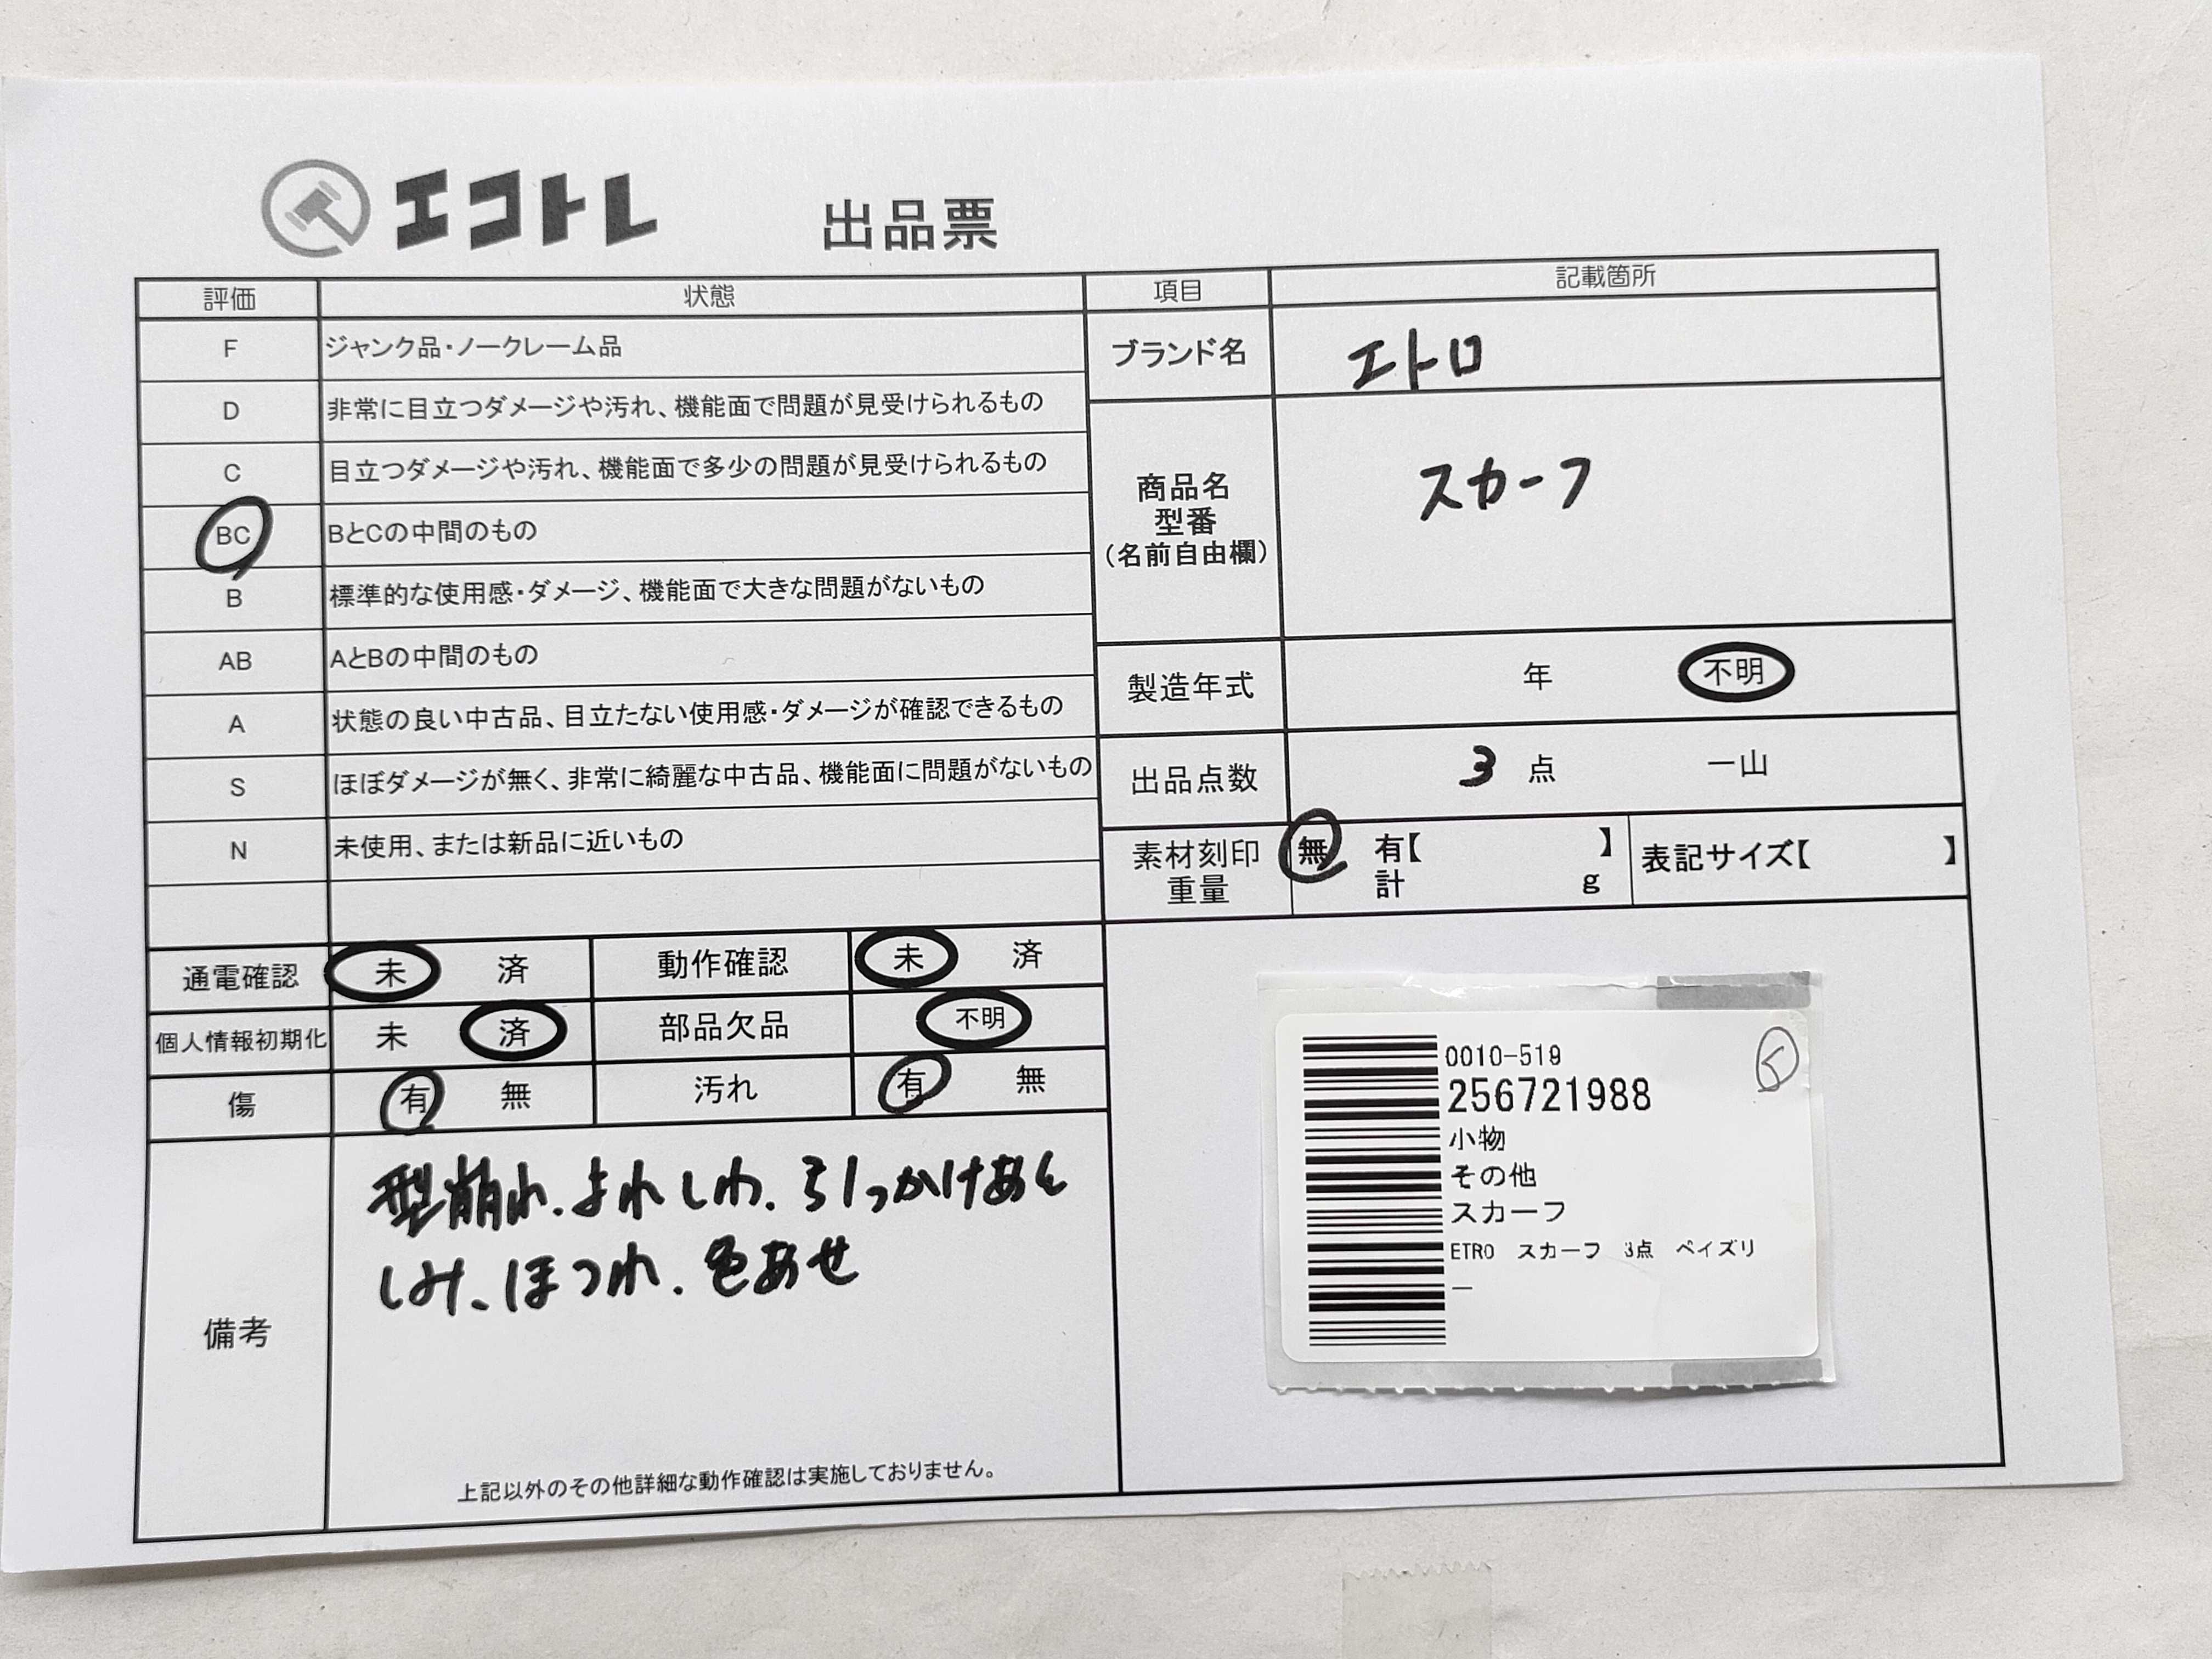 エコトレ 出品票
評価 状態
F ジャンク品・ノークレーム品
D 非常に目立つダメージや汚れ、機能面で問題が見受けられるもの
C 目立つダメージや汚れ、機能面で多少の問題が見受けられるもの
BC BとCの中間のもの
B 標準的な使用感・ダメージ、機能面で大きな問題がないもの
AB AとBの中間のもの
A 状態の良い中古品、目立たない使用感・ダメージが確認できるもの
S ほぼダメージが無く、非常に綺麗な中古品、機能面に問題がないもの
N 未使用、または新品に近いもの
項目 記載箇所
ブランド名 エトロ
商品名
型番
(名前自由欄)
スカーフ
製造年式 年 不明
出品点数 3 点 一山
素材刻印 無 有【 】 表記サイズ【 】
重量 計 g
通電確認 未 済 動作確認 未 済
個人情報初期化 未 済 部品欠品 不明
傷 有 無 汚れ 有 無
備考
型崩れ.よれしわ.引っかけあと
しみ、ほつれ.色あせ
上記以外のその他詳細な動作確認は実施しておりません。
0010-519
256721988
小物
その他
スカーフ
ETRO スカーフ 3点 ペイズリ
ー
5